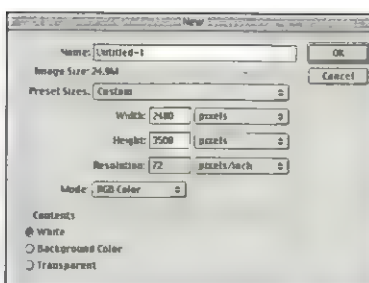 New
Name: Untitled-1
OK
Image Size: 24.9M
Cancel
Preset Sizes: Custom
Width: 2480 pixels
Height: 3508 pixels
Resolution: 72 pixels/inch
Mode: RGB Color
Contents
White
Background Color
Transparent